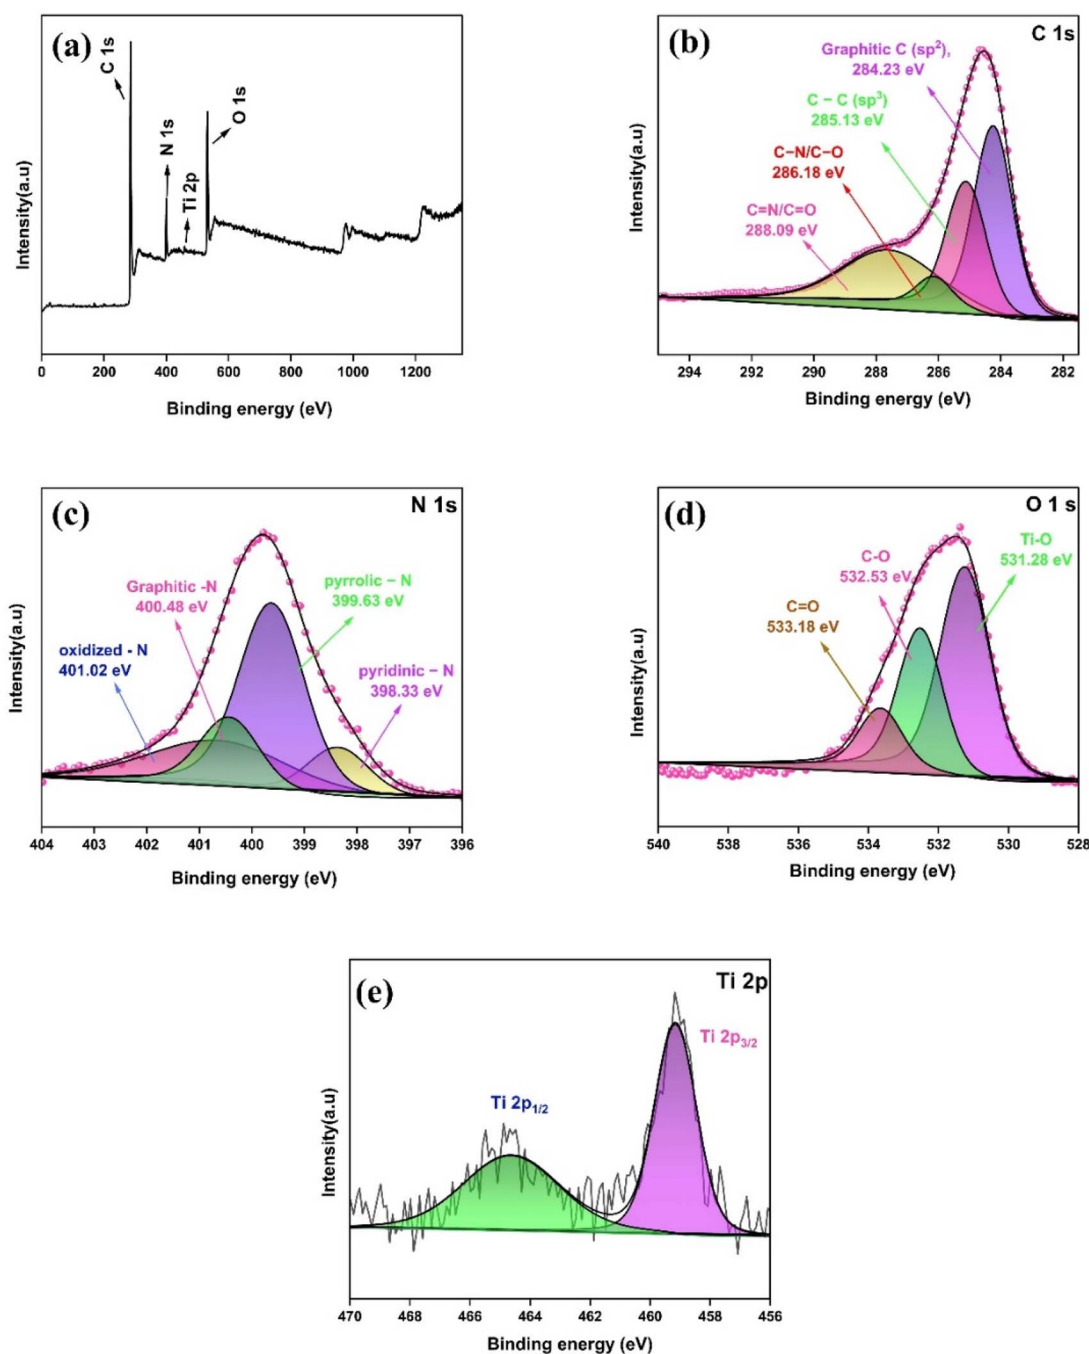 (a)
C 1s
N 1s
Ti 2p
O 1s
Intensity(a.u)
0 200 400 600 800 1000 1200
Binding energy (eV)
(b)
C 1s
Graphitic C (sp²),
284.23 eV
C – C (sp³)
285.13 eV
C–N/C–O
286.18 eV
C=N/C=O
288.09 eV
Intensity(a.u)
294 292 290 288 286 284 282
Binding energy (eV)
(c)
N 1s
Graphitic -N
400.48 eV
pyrrolic – N
399.63 eV
oxidized - N
401.02 eV
pyridinic – N
398.33 eV
Intensity(a.u)
404 403 402 401 400 399 398 397 396
Binding energy (eV)
(d)
O 1 s
Ti-O
531.28 eV
C-O
532.53 eV
C=O
533.18 eV
Intensity(a.u)
540 538 536 534 532 530 528
Binding energy (eV)
(e)
Ti 2p
Ti 2p₃/₂
Ti 2p₁/₂
Intensity(a.u)
470 468 466 464 462 460 458 456
Binding energy (eV)